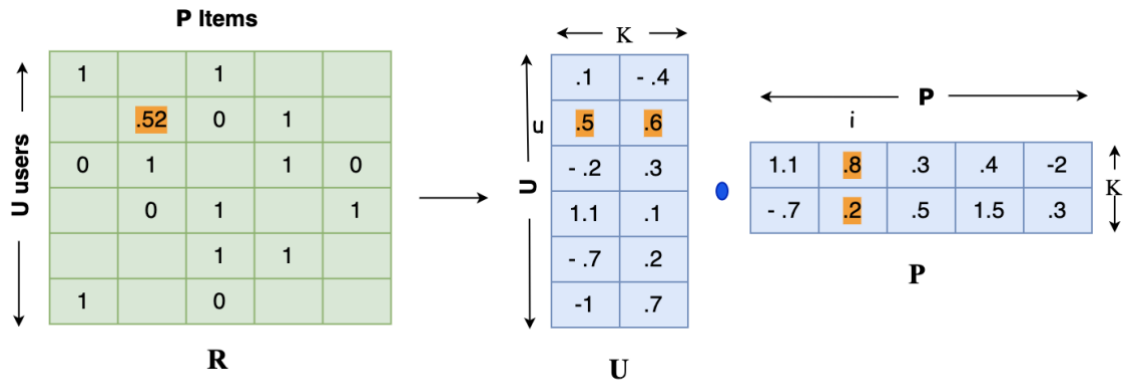 P Items
U users
1 1
.52 0 1
0 1 1 0
0 1 1
1 1
1 0
R
K
U
u
.1 - .4
.5 .6
- .2 .3
1.1 .1
- .7 .2
-1 .7
U
P
i
1.1 .8 .3 .4 -2
- .7 .2 .5 1.5 .3
K
P